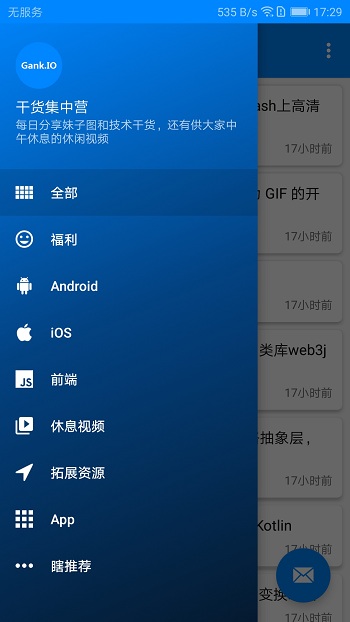 无服务
535 B/s
17:29
Gank.IO
干货集中营
每日分享妹子图和技术干货，还有供大家中
午休息的休闲视频
全部
福利
Android
iOS
JS
前端
休息视频
拓展资源
App
瞎推荐
ash上高清
17小时前
GIF 的开
17小时前
17小时前
类库web3j
17小时前
抽象层，
17小时前
Kotlin
变换